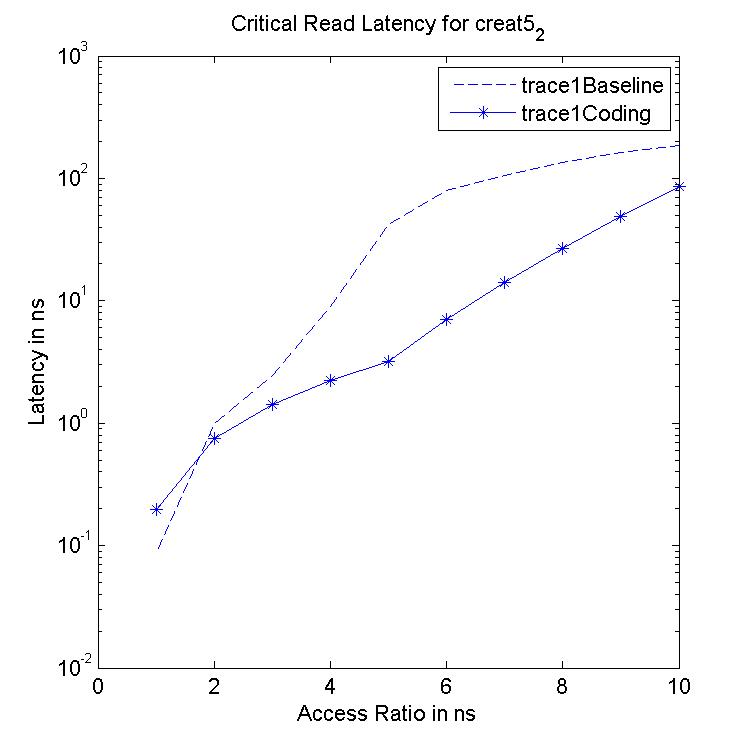 Critical Read Latency for creat5₂
trace1Baseline
trace1Coding
10³
10²
10¹
10⁰
10⁻¹
10⁻²
Latency in ns
0 2 4 6 8 10
Access Ratio in ns